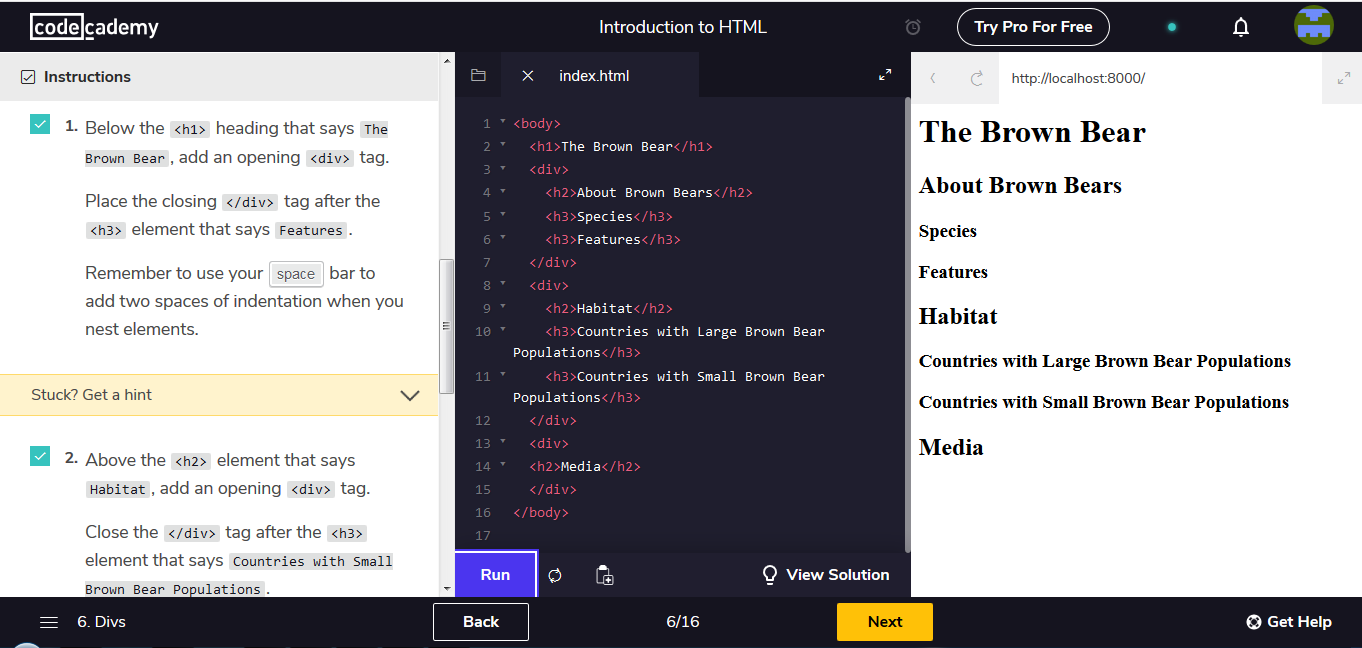 codecademy
Introduction to HTML
Try Pro For Free
Instructions
1. Below the <h1> heading that says The
Brown Bear, add an opening <div> tag.
Place the closing </div> tag after the
<h3> element that says Features.
Remember to use your space bar to
add two spaces of indentation when you
nest elements.
Stuck? Get a hint
2. Above the <h2> element that says
Habitat, add an opening <div> tag.
Close the </div> tag after the <h3>
element that says Countries with Small
Brown Bear Populations.
index.html
1 <body>
2 <h1>The Brown Bear</h1>
3 <div>
4 <h2>About Brown Bears</h2>
5 <h3>Species</h3>
6 <h3>Features</h3>
7 </div>
8 <div>
9 <h2>Habitat</h2>
10 <h3>Countries with Large Brown Bear
Populations</h3>
11 <h3>Countries with Small Brown Bear
Populations</h3>
12 </div>
13 <div>
14 <h2>Media</h2>
15 </div>
16 </body>
17
Run
View Solution
http://localhost:8000/
The Brown Bear
About Brown Bears
Species
Features
Habitat
Countries with Large Brown Bear Populations
Countries with Small Brown Bear Populations
Media
6. Divs
Back
6/16
Next
Get Help